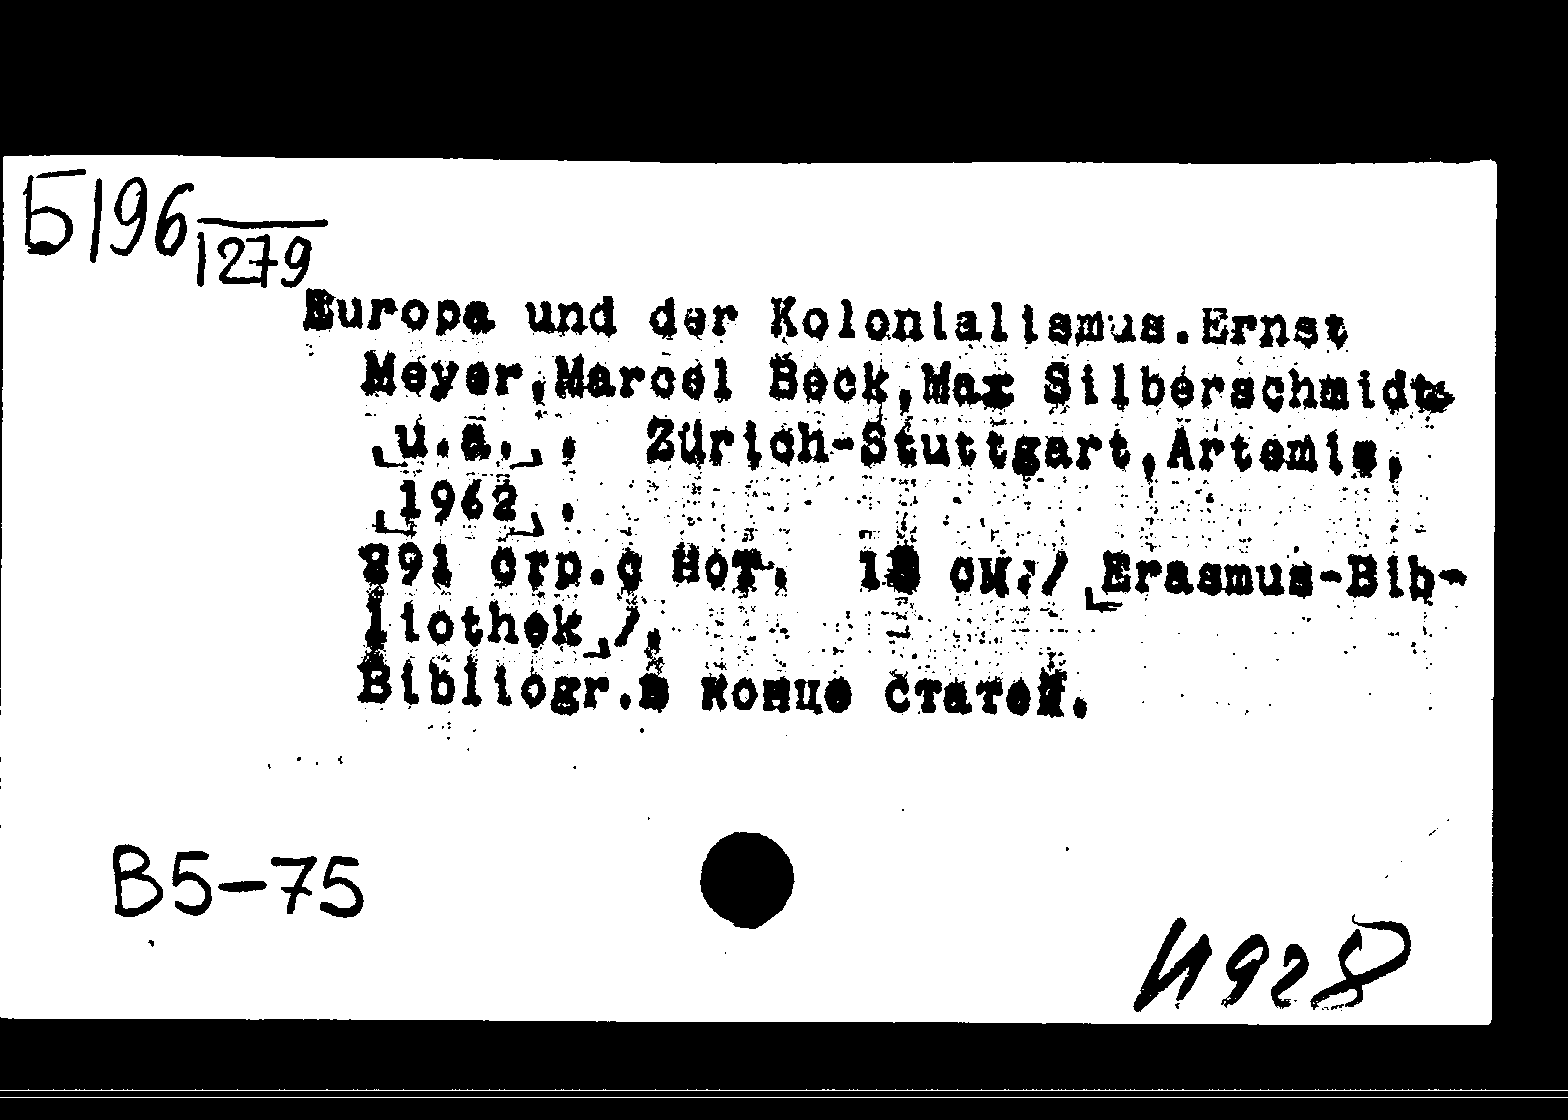 Б196
1279
Europa und der Kolonialismus.Ernst
Meyer,Marcel Beck,Max Silberschmidt
[u.a.]. Zürich-Stuttgart,Artemis,
[1962].
291 стр.с нот. 18 см./[Erasmus-Bib-
liothek]/.
Bibliogr.в конце статей.
B5-75
И928